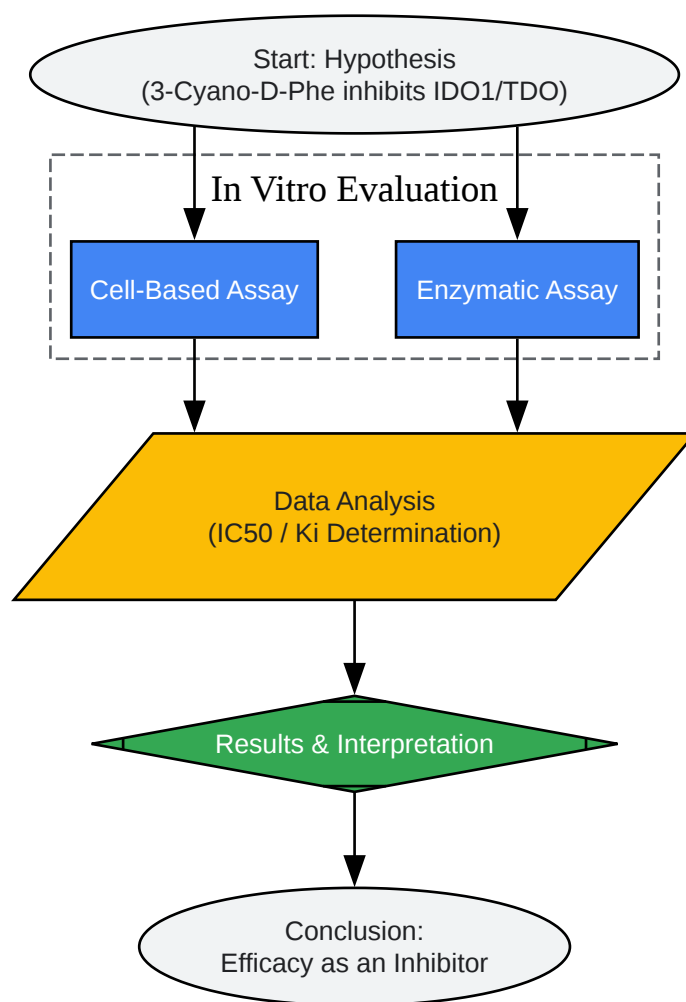 Start: Hypothesis
(3-Cyano-D-Phe inhibits IDO1/TDO)
In Vitro Evaluation
Cell-Based Assay
Enzymatic Assay
Data Analysis
(IC50 / Ki Determination)
Results & Interpretation
Conclusion:
Efficacy as an Inhibitor